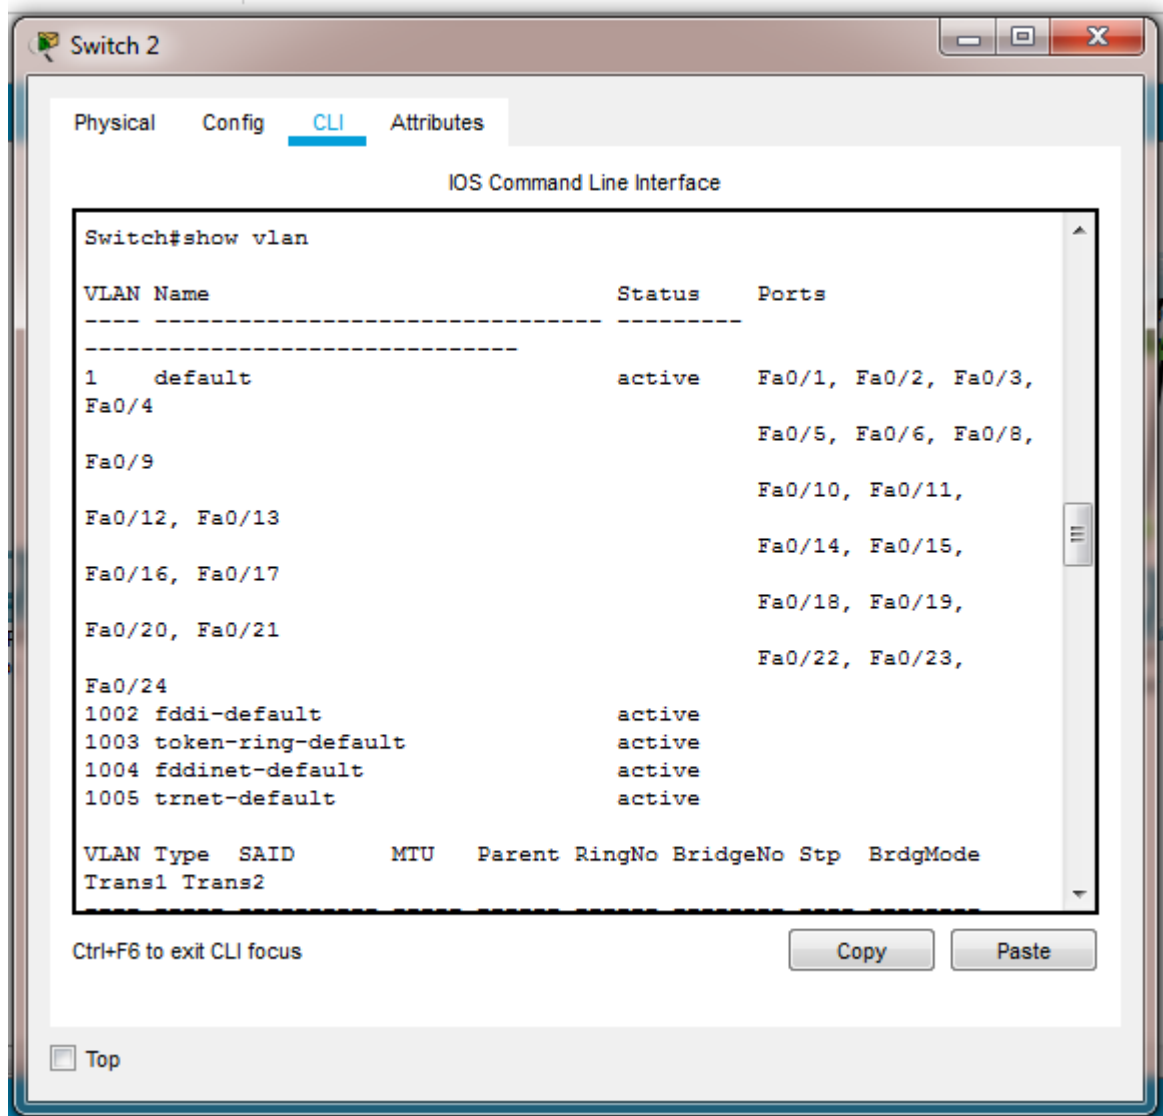 Switch 2
Physical Config CLI Attributes
IOS Command Line Interface
Switch#show vlan
VLAN Name                             Status    Ports
---- -------------------------------- ---------
-------------------------------
1    default                          active    Fa0/1, Fa0/2, Fa0/3,
Fa0/4
                                                Fa0/5, Fa0/6, Fa0/8,
Fa0/9
                                                Fa0/10, Fa0/11,
Fa0/12, Fa0/13
                                                Fa0/14, Fa0/15,
Fa0/16, Fa0/17
                                                Fa0/18, Fa0/19,
Fa0/20, Fa0/21
                                                Fa0/22, Fa0/23,
Fa0/24
1002 fddi-default                     active
1003 token-ring-default               active
1004 fddinet-default                  active
1005 trnet-default                    active
VLAN Type  SAID       MTU   Parent RingNo BridgeNo Stp  BrdgMode
Trans1 Trans2
---- ----- ---------- ----- ------ ------ -------- ---- --------
Ctrl+F6 to exit CLI focus
Copy Paste
Top